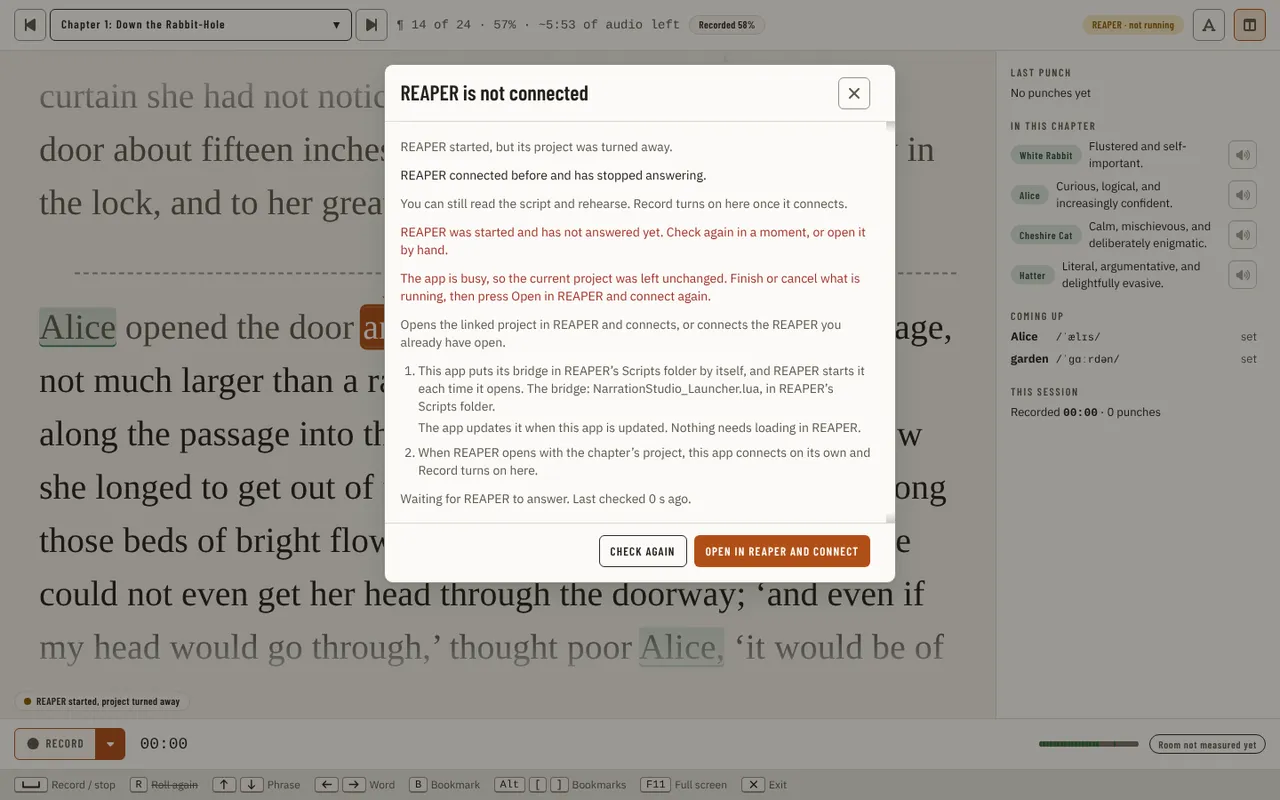 Chapter 1: Down the Rabbit-Hole
¶ 14 of 24 · 57% · ~5:53 of audio left
Recorded 58%
REAPER · not running
A
curtain she had not notic
door about fifteen inches
in
the lock, and to her grea
Alice opened the door
age,
not much larger than a
along the passage into
w
she longed to get out of
ong
those beds of bright flow
e
could not even get her head through the doorway; ‘and even if
my head would go through,’ thought poor Alice, ‘it would be of
REAPER is not connected
REAPER started, but its project was turned away.
REAPER connected before and has stopped answering.
You can still read the script and rehearse. Record turns on here once it connects.
REAPER was started and has not answered yet. Check again in a moment, or open it
by hand.
The app is busy, so the current project was left unchanged. Finish or cancel what is
running, then press Open in REAPER and connect again.
Opens the linked project in REAPER and connects, or connects the REAPER you
already have open.
1. This app puts its bridge in REAPER’s Scripts folder by itself, and REAPER starts it
each time it opens. The bridge: NarrationStudio_Launcher.lua, in REAPER’s
Scripts folder.
The app updates it when this app is updated. Nothing needs loading in REAPER.
2. When REAPER opens with the chapter’s project, this app connects on its own and
Record turns on here.
Waiting for REAPER to answer. Last checked 0 s ago.
CHECK AGAIN
OPEN IN REAPER AND CONNECT
LAST PUNCH
No punches yet
IN THIS CHAPTER
White Rabbit
Flustered and self-
important.
Alice
Curious, logical, and
increasingly confident.
Cheshire Cat
Calm, mischievous, and
deliberately enigmatic.
Hatter
Literal, argumentative, and
delightfully evasive.
COMING UP
Alice /ˈælɪs/ set
garden /ˈɡɑːrdən/ set
THIS SESSION
Recorded 00:00 · 0 punches
REAPER started, project turned away
RECORD
00:00
Room not measured yet
Record / stop
R Roll again
↑ ↓ Phrase
← → Word
B Bookmark
Alt [ ] Bookmarks
F11 Full screen
Exit